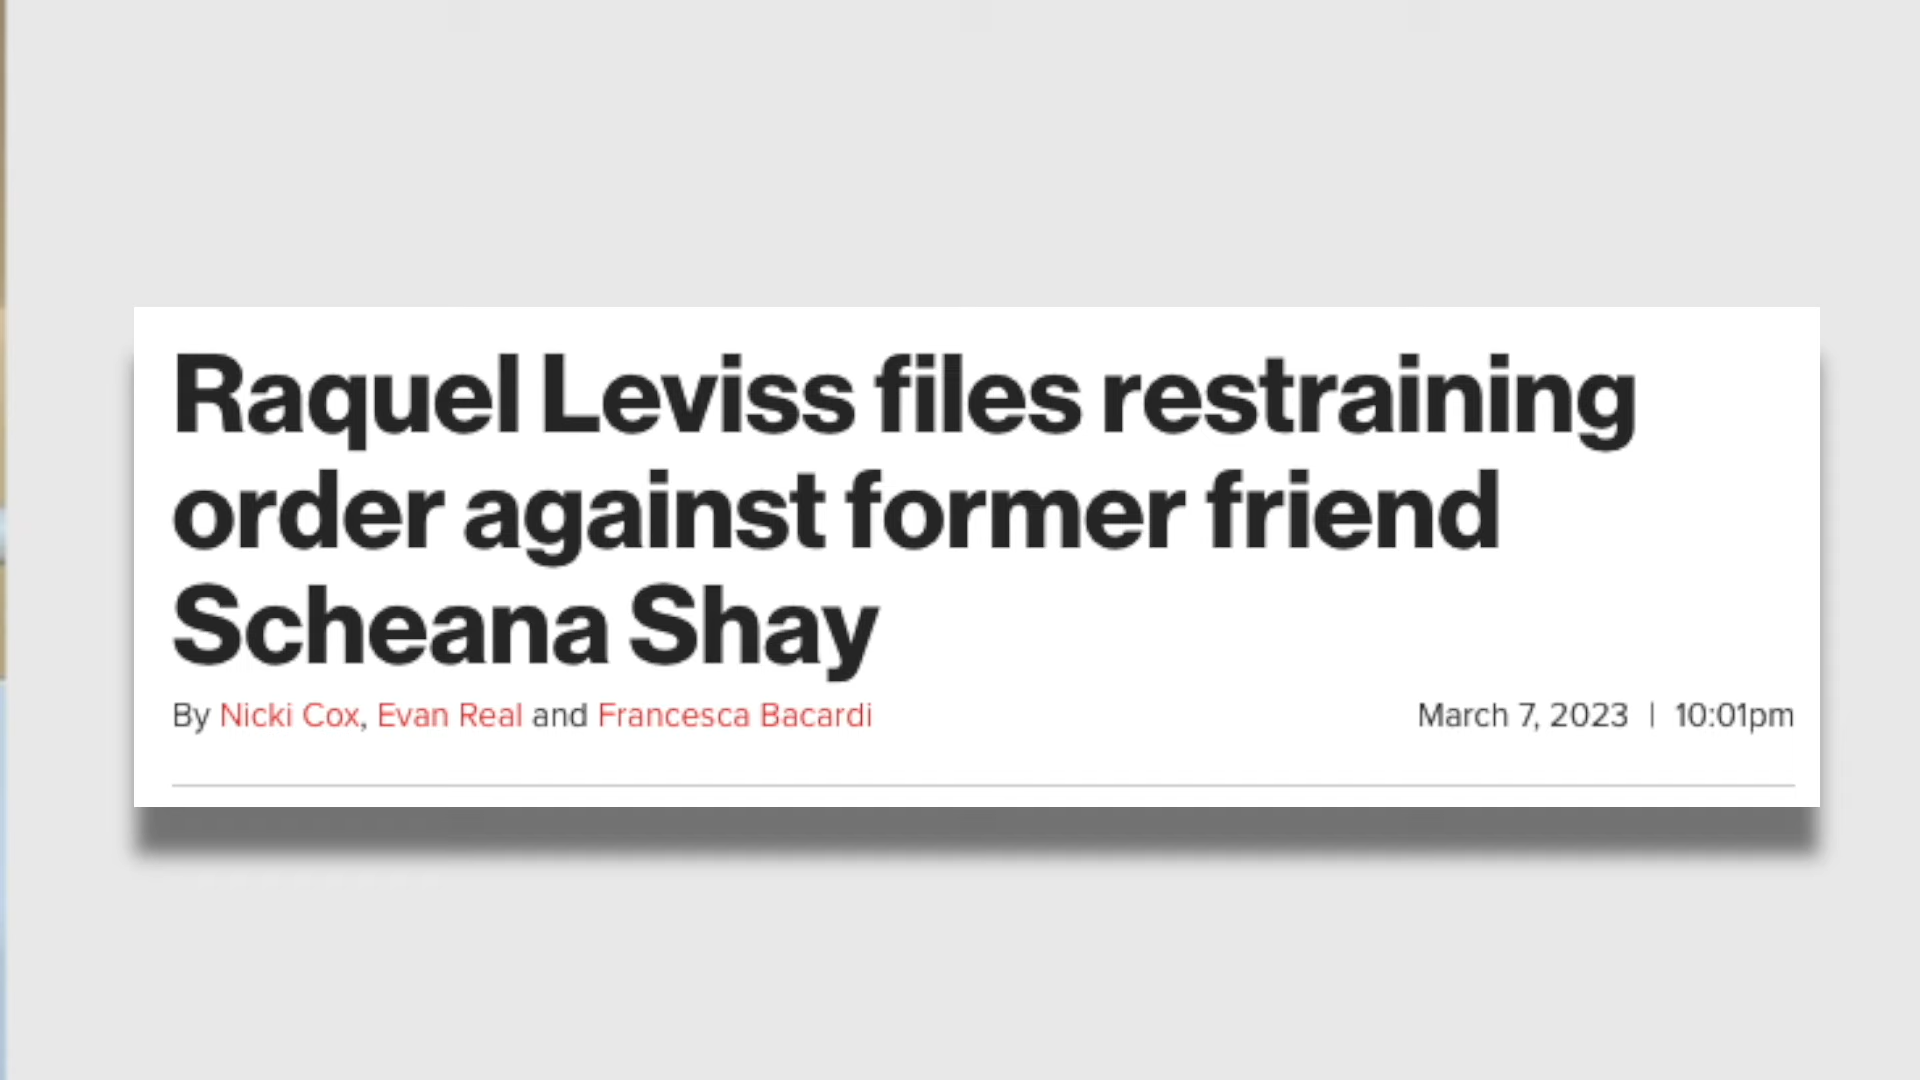 Raquel Leviss files restraining
order against former friend
Scheana Shay
By Nicki Cox, Evan Real and Francesca Bacardi
March 7, 2023 | 10:01pm